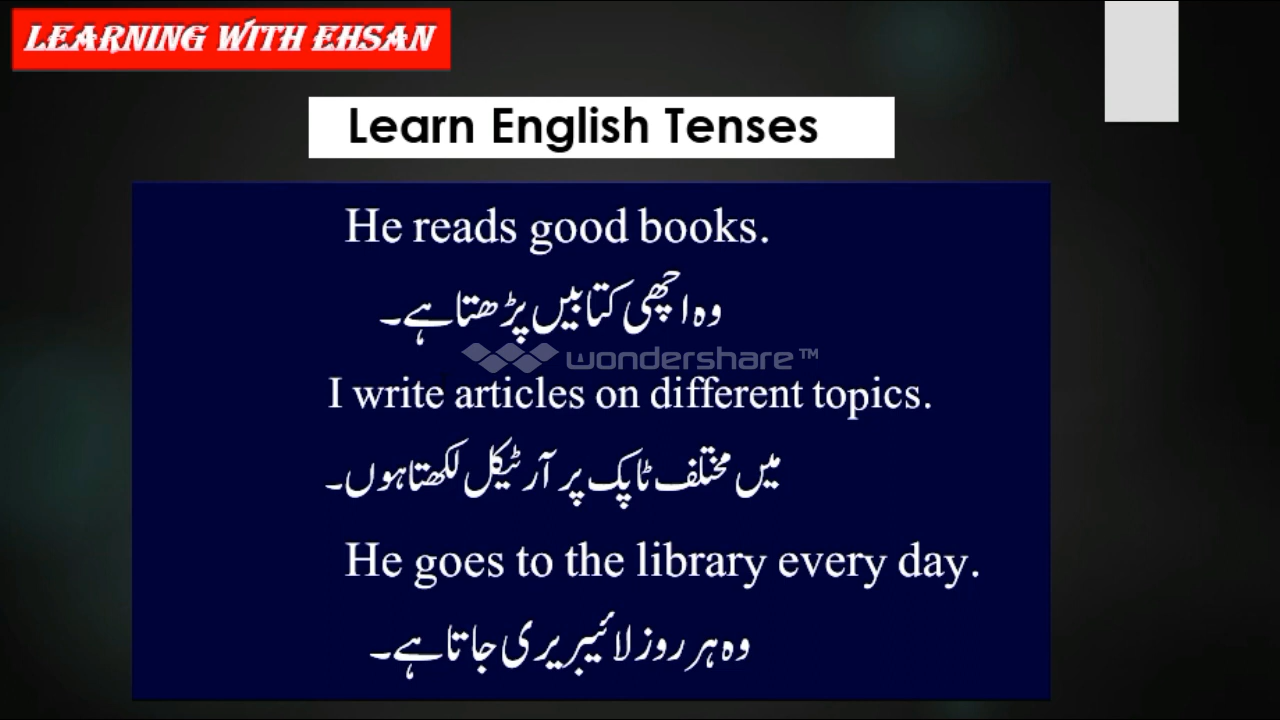 LEARNING WITH EHSAN
Learn English Tenses
He reads good books.
وہ اچھی کتابیں پڑھتا ہے۔
wondershare™
I write articles on different topics.
میں مختلف ٹاپک پر آرٹیکل لکھتا ہوں۔
He goes to the library every day.
وہ ہر روز لائیبریری جاتا ہے۔